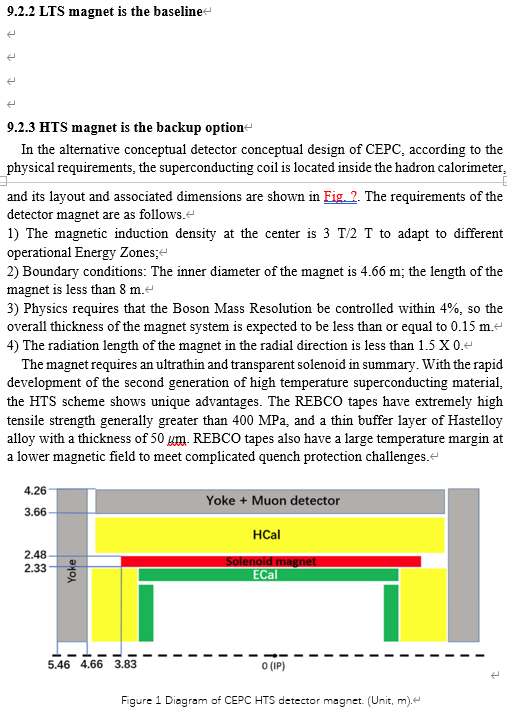 9.2.2 LTS magnet is the baseline
9.2.3 HTS magnet is the backup option
In the alternative conceptual detector conceptual design of CEPC, according to the
physical requirements, the superconducting coil is located inside the hadron calorimeter,
and its layout and associated dimensions are shown in Fig. ?. The requirements of the
detector magnet are as follows.
1) The magnetic induction density at the center is 3 T/2 T to adapt to different
operational Energy Zones;
2) Boundary conditions: The inner diameter of the magnet is 4.66 m; the length of the
magnet is less than 8 m.
3) Physics requires that the Boson Mass Resolution be controlled within 4%, so the
overall thickness of the magnet system is expected to be less than or equal to 0.15 m.
4) The radiation length of the magnet in the radial direction is less than 1.5 X 0.
The magnet requires an ultrathin and transparent solenoid in summary. With the rapid
development of the second generation of high temperature superconducting material,
the HTS scheme shows unique advantages. The REBCO tapes have extremely high
tensile strength generally greater than 400 MPa, and a thin buffer layer of Hastelloy
alloy with a thickness of 50 μm. REBCO tapes also have a large temperature margin at
a lower magnetic field to meet complicated quench protection challenges.
4.26
Yoke + Muon detector
3.66
HCal
2.48
Solenoid magnet
2.33
ECal
Yoke
5.46 4.66 3.83 0 (IP)
Figure 1 Diagram of CEPC HTS detector magnet. (Unit, m).